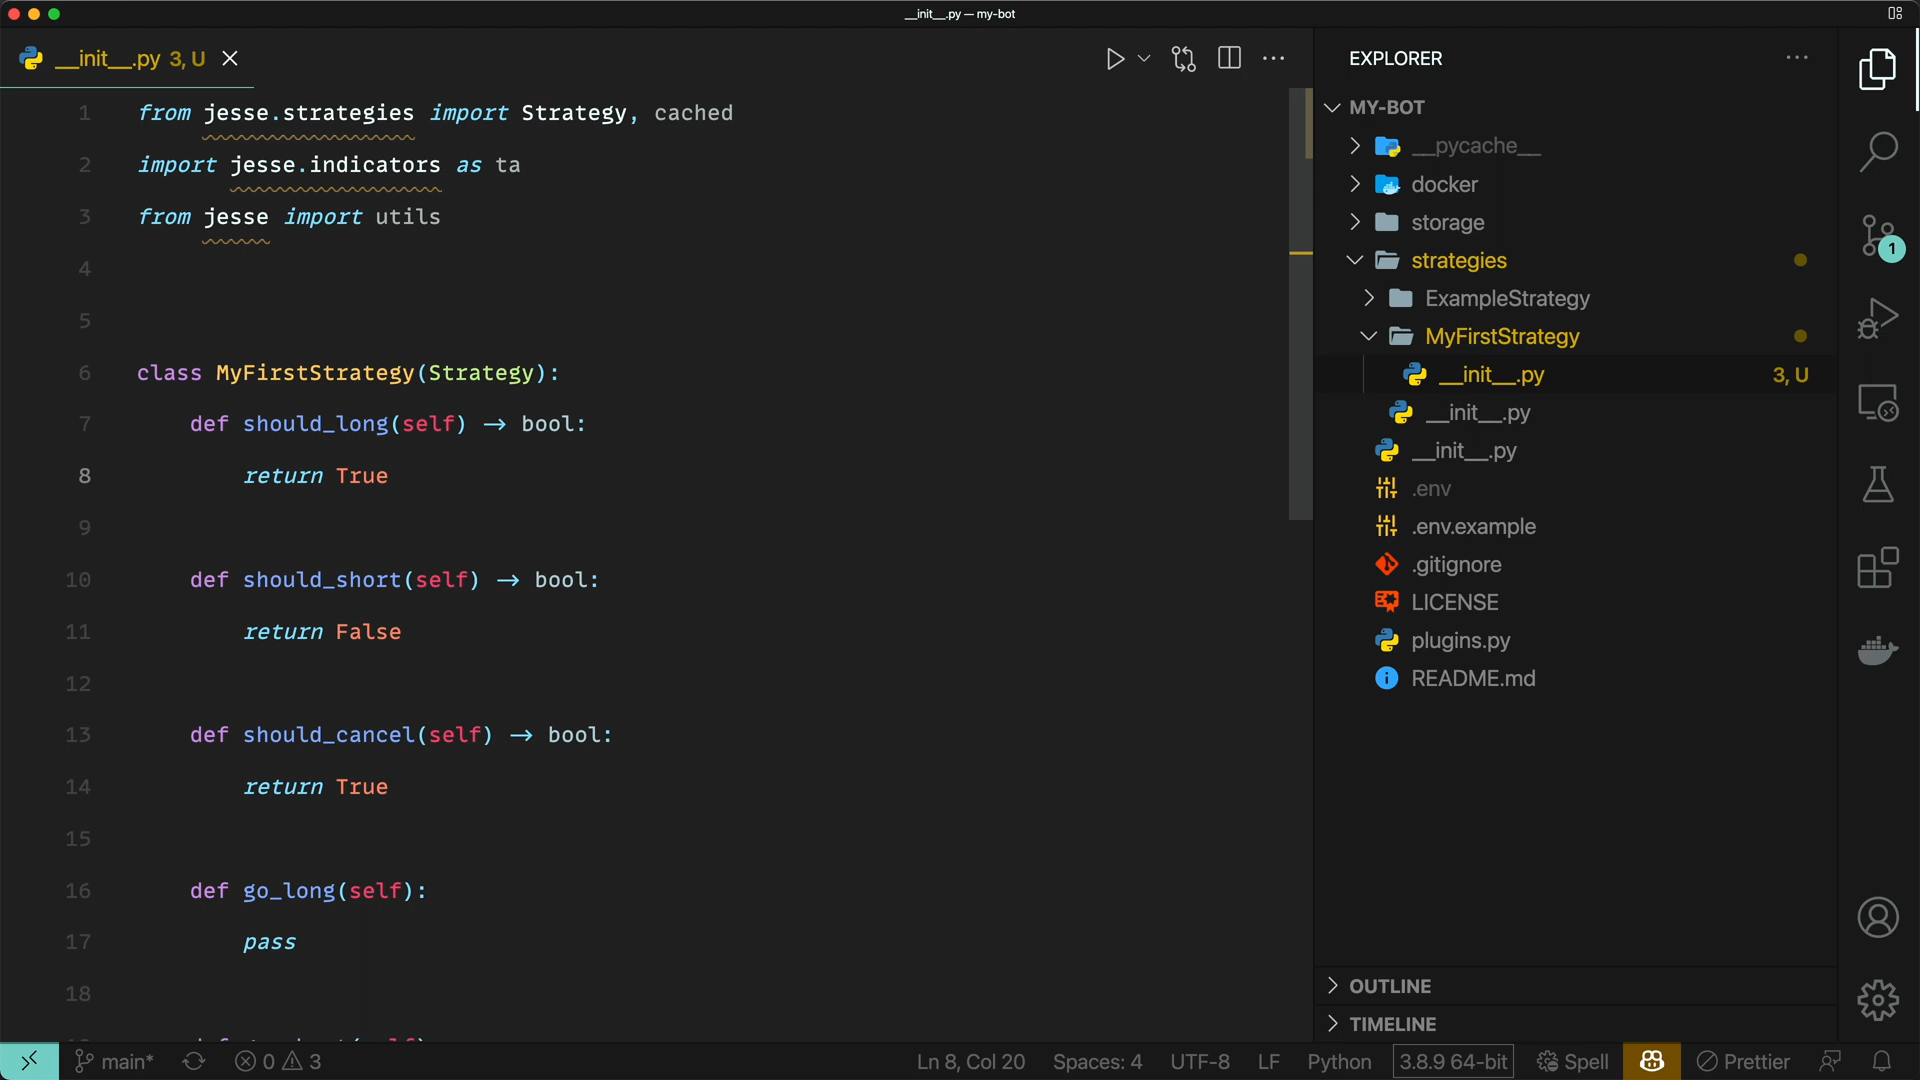 __init__.py — my-bot
__init__.py 3, U
1 from jesse.strategies import Strategy, cached
2 import jesse.indicators as ta
3 from jesse import utils
4
5
6 class MyFirstStrategy(Strategy):
7 def should_long(self) → bool:
8 return True
9
10 def should_short(self) → bool:
11 return False
12
13 def should_cancel(self) → bool:
14 return True
15
16 def go_long(self):
17 pass
18
EXPLORER
MY-BOT
__pycache__
docker
storage
strategies
ExampleStrategy
MyFirstStrategy
__init__.py 3, U
__init__.py
__init__.py
.env
.env.example
.gitignore
LICENSE
plugins.py
README.md
OUTLINE
TIMELINE
1
main* 0 3 Ln 8, Col 20 Spaces: 4 UTF-8 LF Python 3.8.9 64-bit Spell Prettier